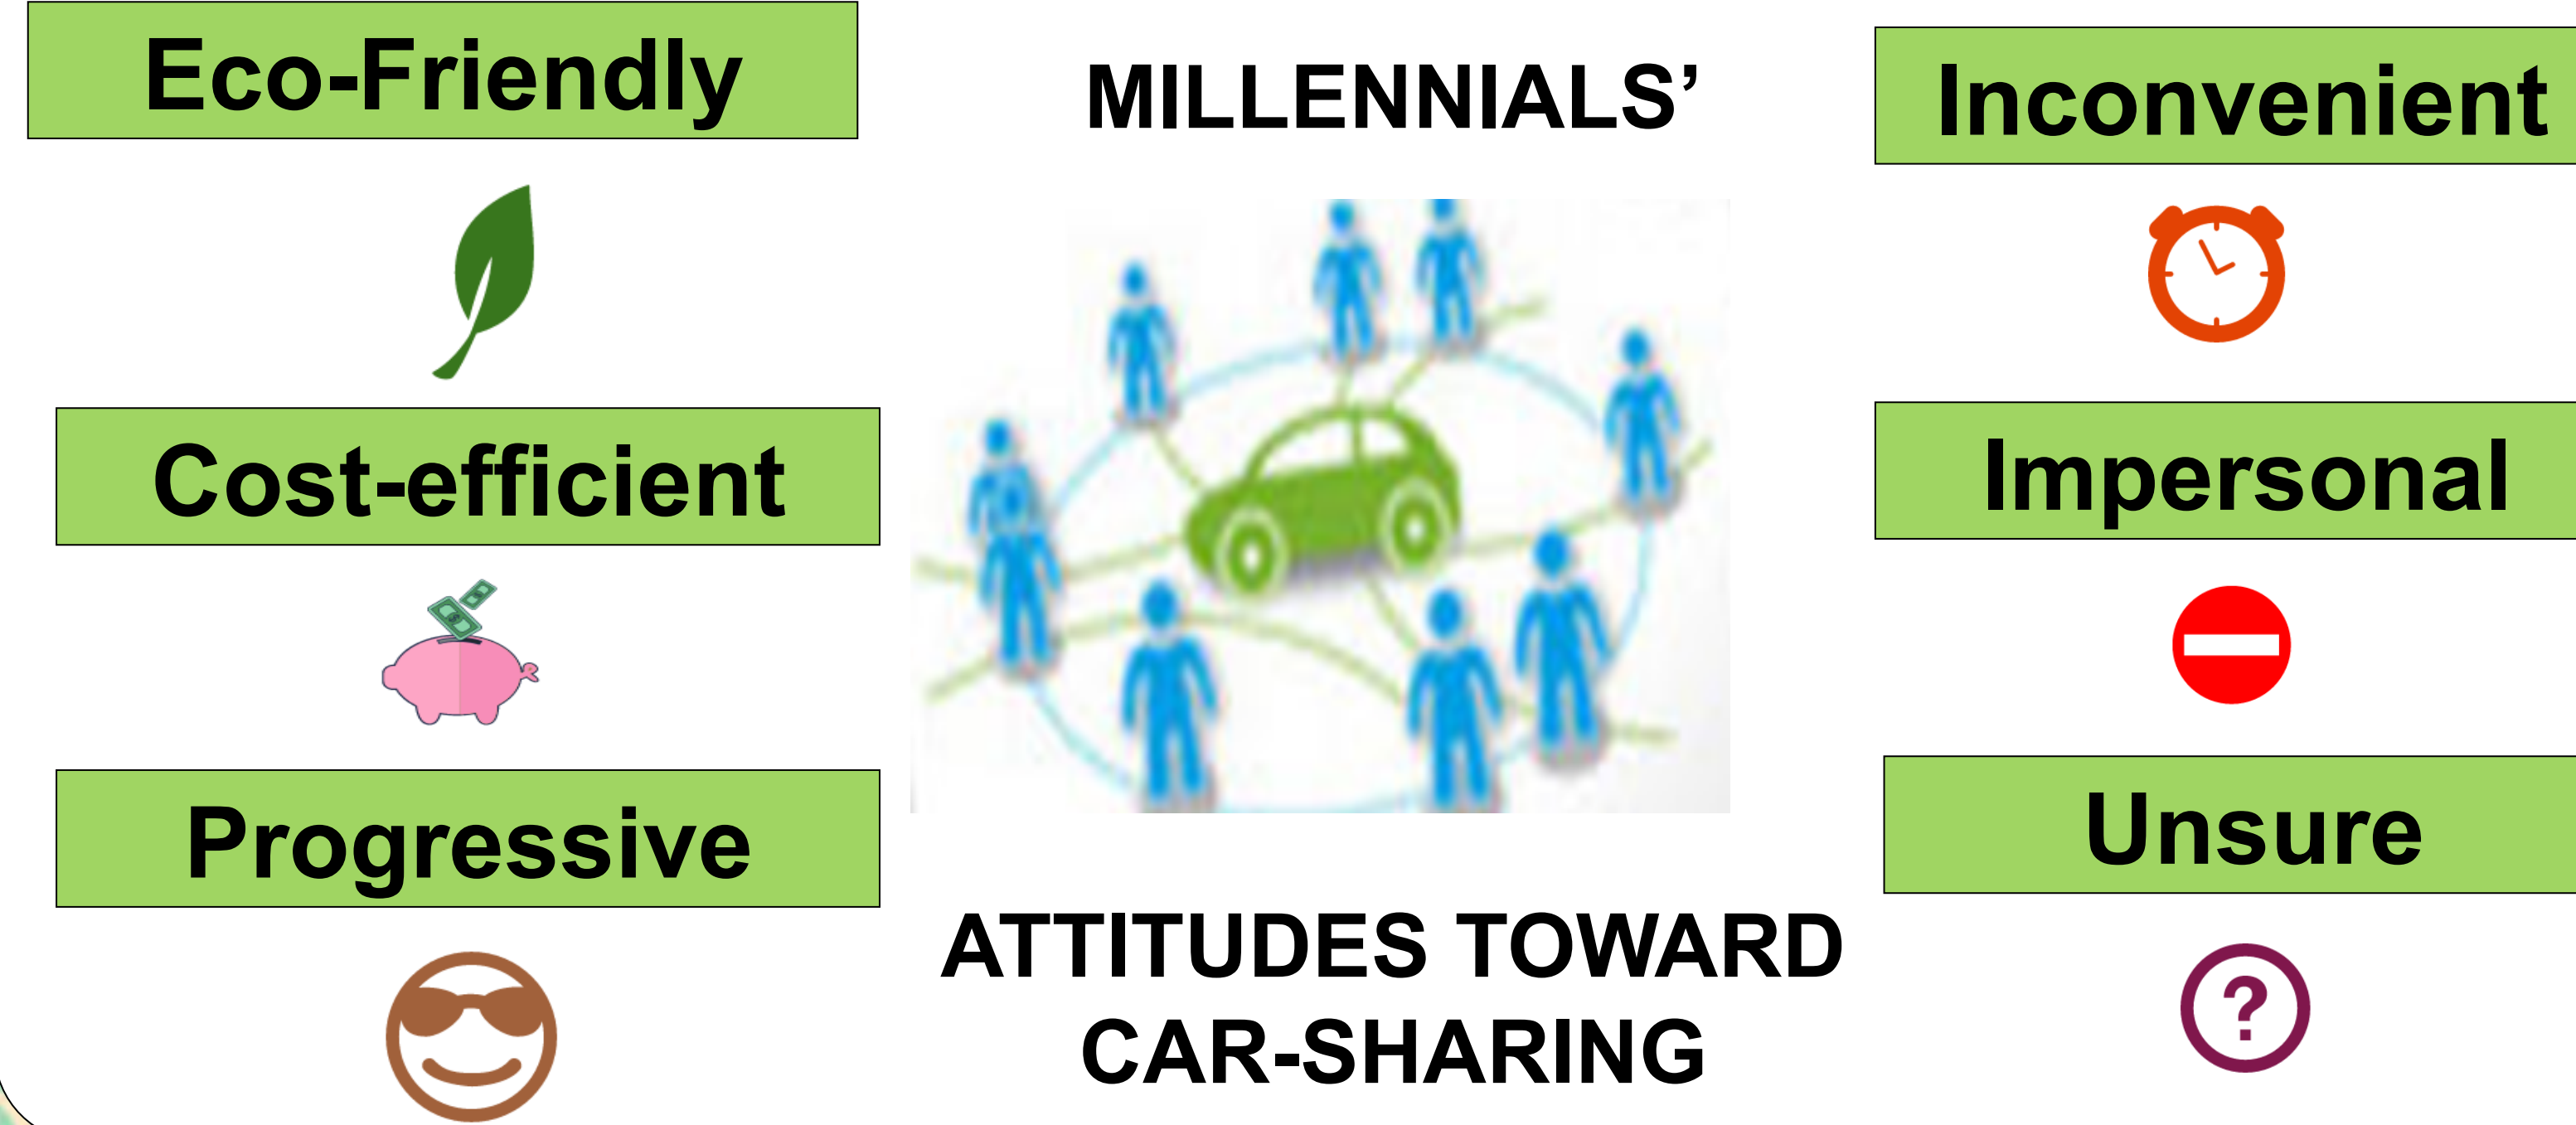 Eco-Friendly
Cost-efficient
Progressive
MILLENNIALS’
ATTITUDES TOWARD
CAR-SHARING
Inconvenient
Impersonal
Unsure
?